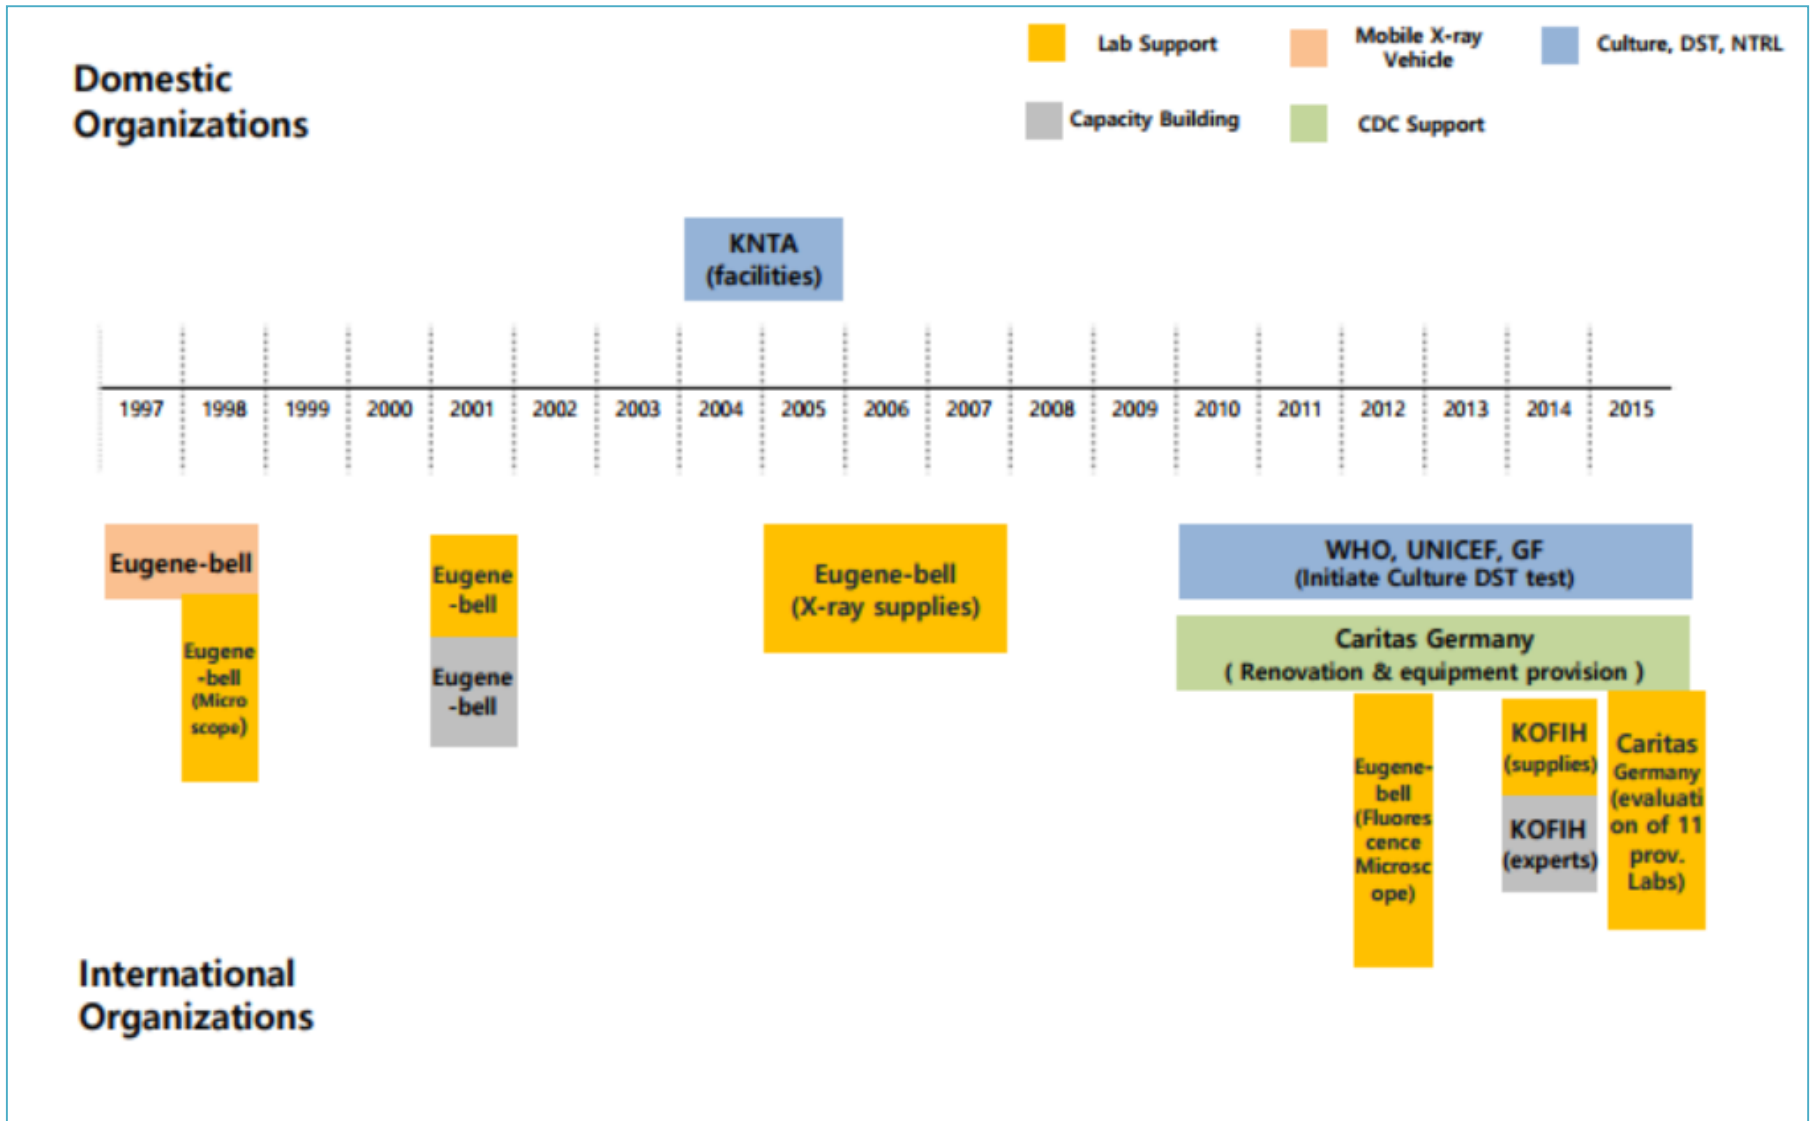 Lab Support
Mobile X-ray
Vehicle
Culture, DST, NTRL
Capacity Building
CDC Support
Domestic
Organizations
KNTA
(facilities)
1997 1998 1999 2000 2001 2002 2003 2004 2005 2006 2007 2008 2009 2010 2011 2012 2013 2014 2015
Eugene-bell
Eugene
-bell
(Micro
scope)
Eugene
-bell
Eugene
-bell
Eugene-bell
(X-ray supplies)
WHO, UNICEF, GF
(Initiate Culture DST test)
Caritas Germany
( Renovation & equipment provision )
Eugene-
bell
(Fluores
cence
Microsc
ope)
KOFIH
(supplies)
KOFIH
(experts)
Caritas
Germany
(evaluati
on of 11
prov.
Labs)
International
Organizations